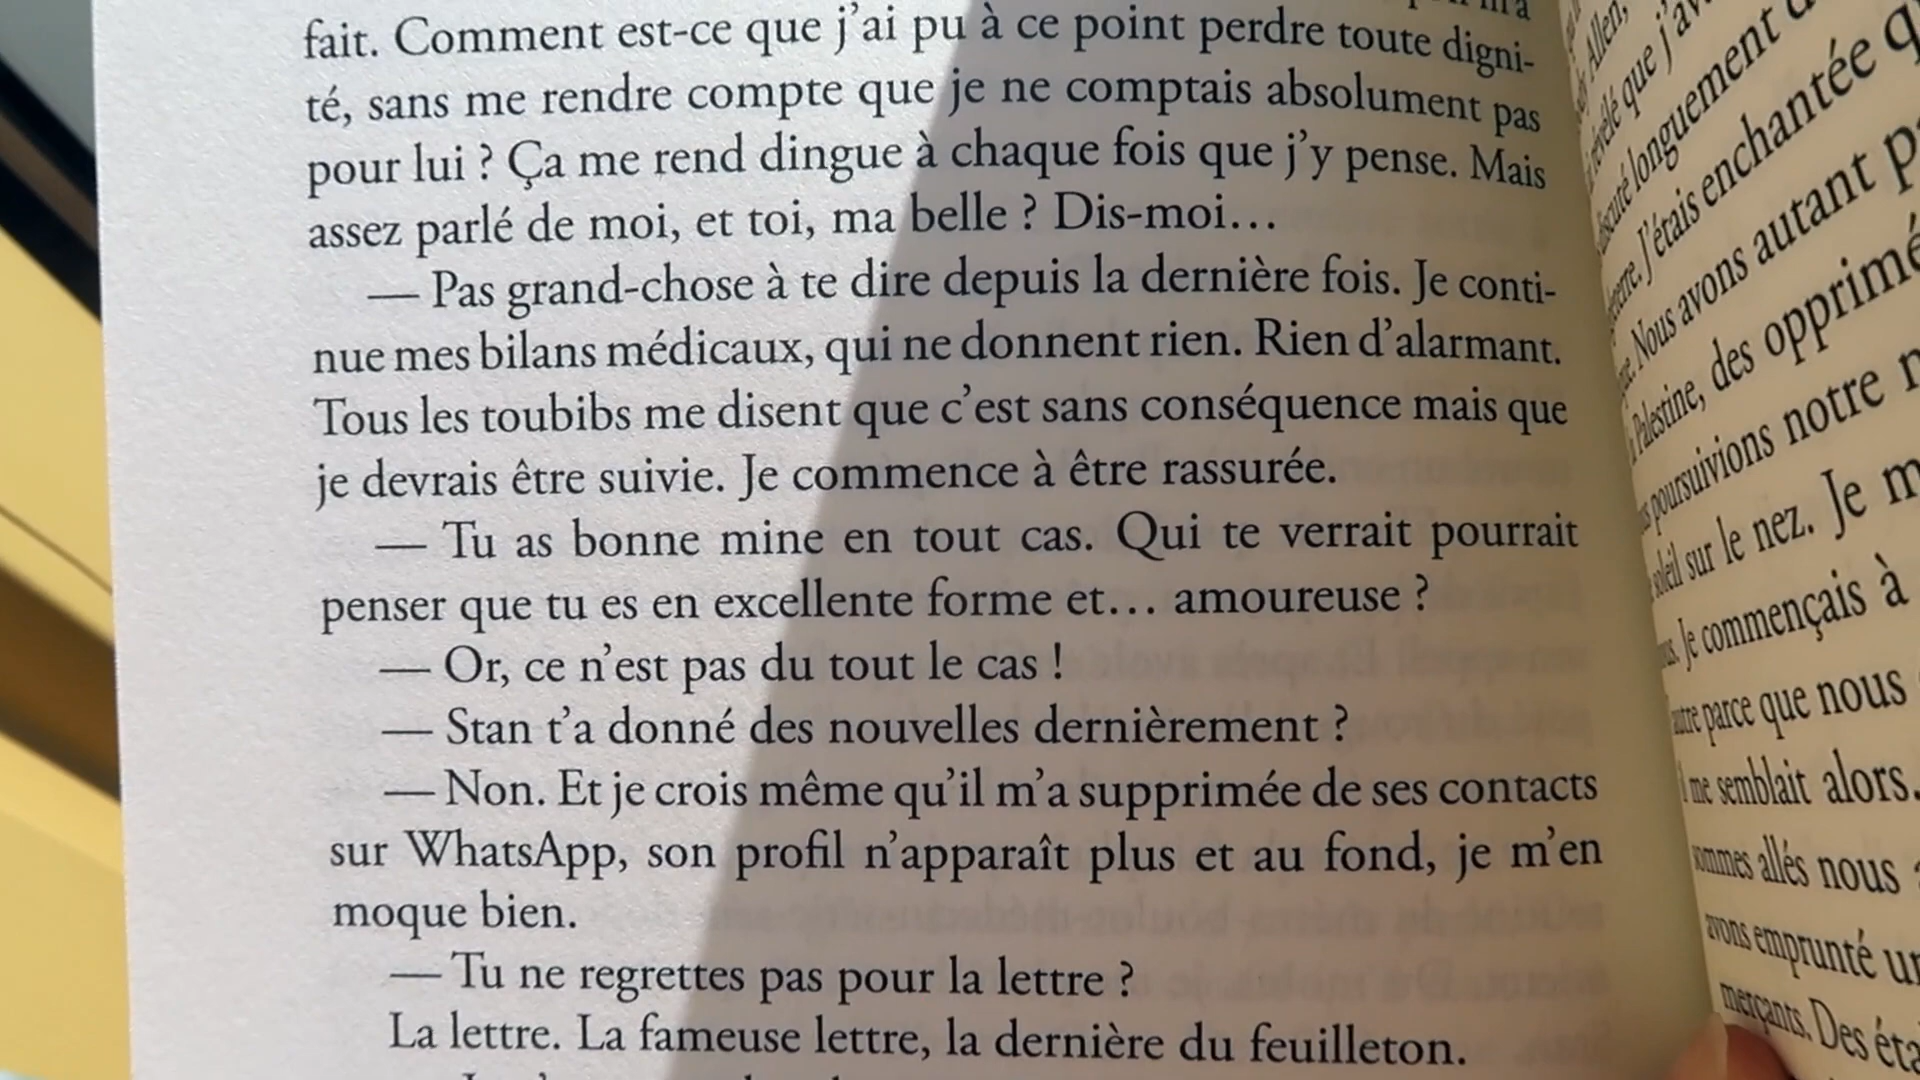 fait. Comment est-ce que j'ai pu à ce point perdre toute digni-
té, sans me rendre compte que je ne comptais absolument pas
pour lui ? Ça me rend dingue à chaque fois que j'y pense. Mais
assez parlé de moi, et toi, ma belle ? Dis-moi…
— Pas grand-chose à te dire depuis la dernière fois. Je conti-
nue mes bilans médicaux, qui ne donnent rien. Rien d'alarmant.
Tous les toubibs me disent que c'est sans conséquence mais que
je devrais être suivie. Je commence à être rassurée.
— Tu as bonne mine en tout cas. Qui te verrait pourrait
penser que tu es en excellente forme et… amoureuse ?
— Or, ce n'est pas du tout le cas !
— Stan t'a donné des nouvelles dernièrement ?
— Non. Et je crois même qu'il m'a supprimée de ses contacts
sur WhatsApp, son profil n'apparaît plus et au fond, je m'en
moque bien.
— Tu ne regrettes pas pour la lettre ?
La lettre. La fameuse lettre, la dernière du feuilleton.
Allen,
que j'av
longuement
J'étais enchantée
Nous avons autant
Palestine, des opprimé
poursuivions notre
soleil sur le nez. Je m
Je commençais à
parce que nous
me semblait alors.
sommes allés nous
avons emprunté
merçants. Des éta